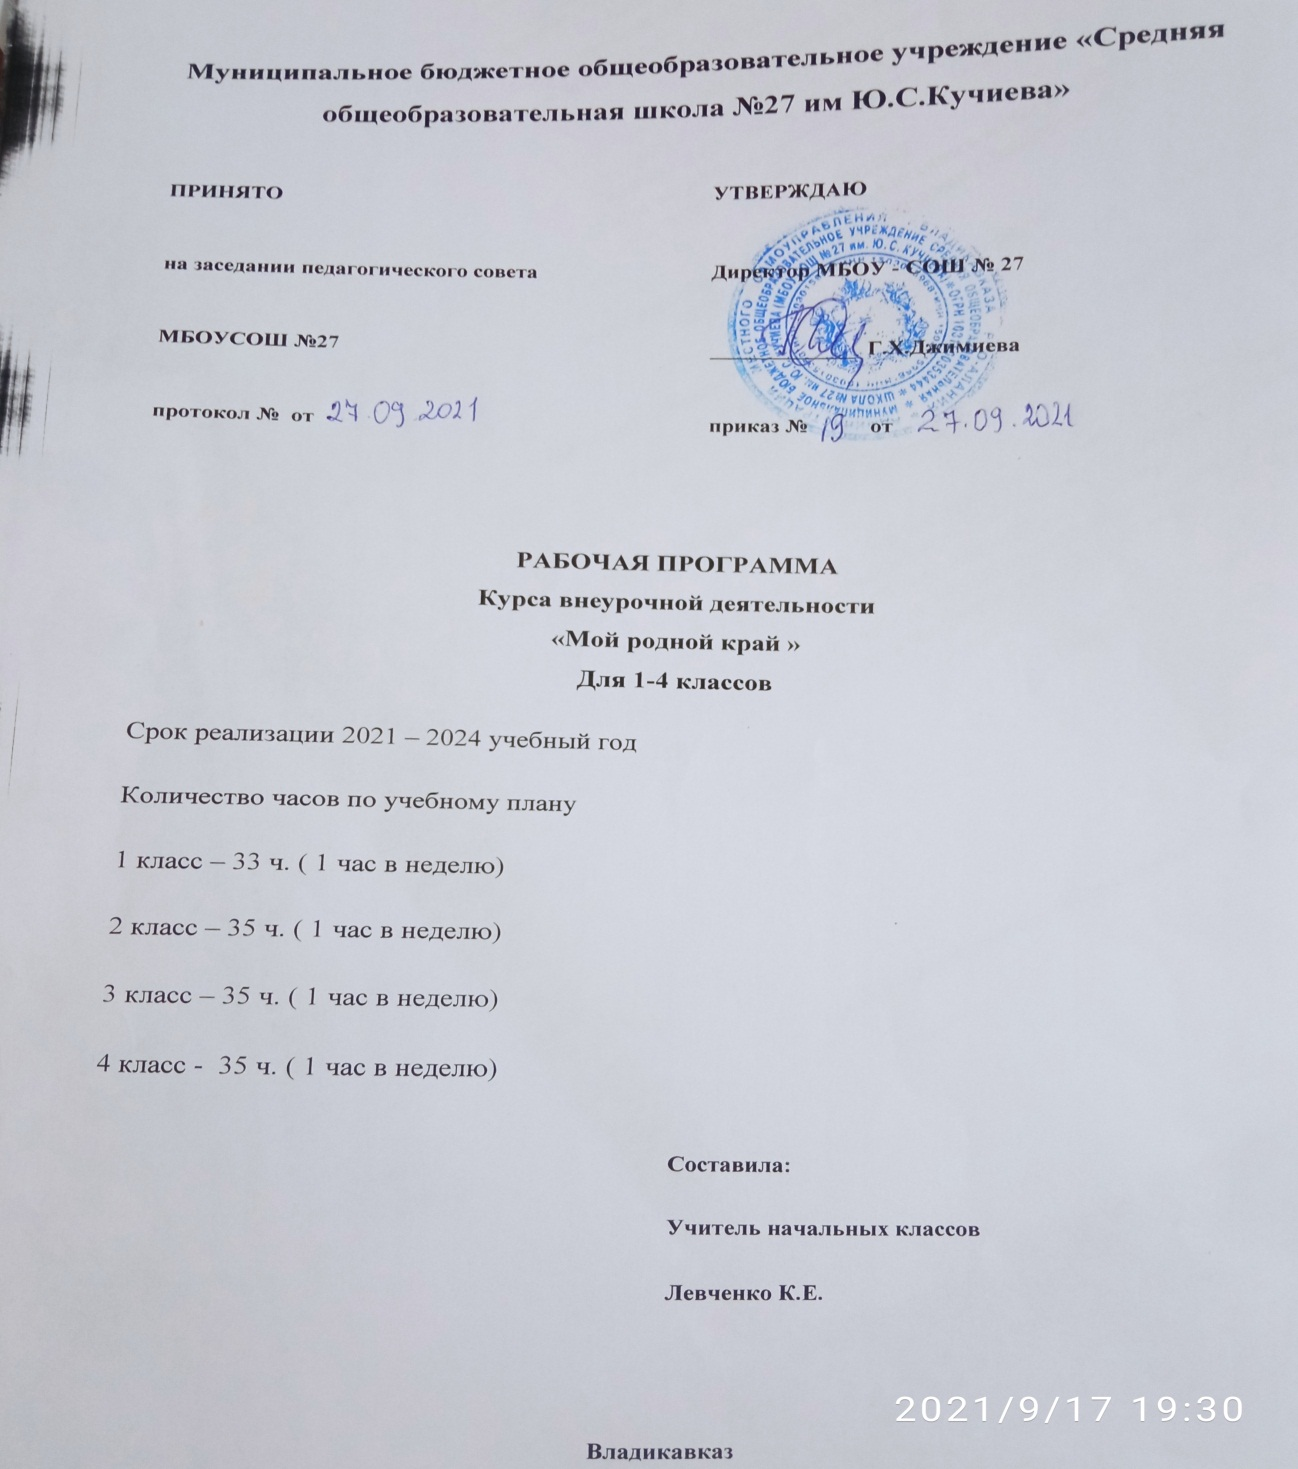 Муниципальное бюджетное общеобразовательное учреждение «Средняя
общеобразовательная школа №27 им Ю.С.Кучиева»
ПРИНЯТО
на заседании педагогического совета
МБОУСОШ №27
протокол № от 27.09.2021
УТВЕРЖДАЮ
Директор МБОУ - СОШ № 27
Г.Х.Джимиева
приказ № 19 от 27.09.2021
РАБОЧАЯ ПРОГРАММА
Курса внеурочной деятельности
«Мой родной край »
Для 1-4 классов
Срок реализации 2021 – 2024 учебный год
Количество часов по учебному плану
1 класс – 33 ч. ( 1 час в неделю)
2 класс – 35 ч. ( 1 час в неделю)
3 класс – 35 ч. ( 1 час в неделю)
4 класс - 35 ч. ( 1 час в неделю)
Составила:
Учитель начальных классов
Левченко К.Е.
2021/9/17 19:30
Владикавказ